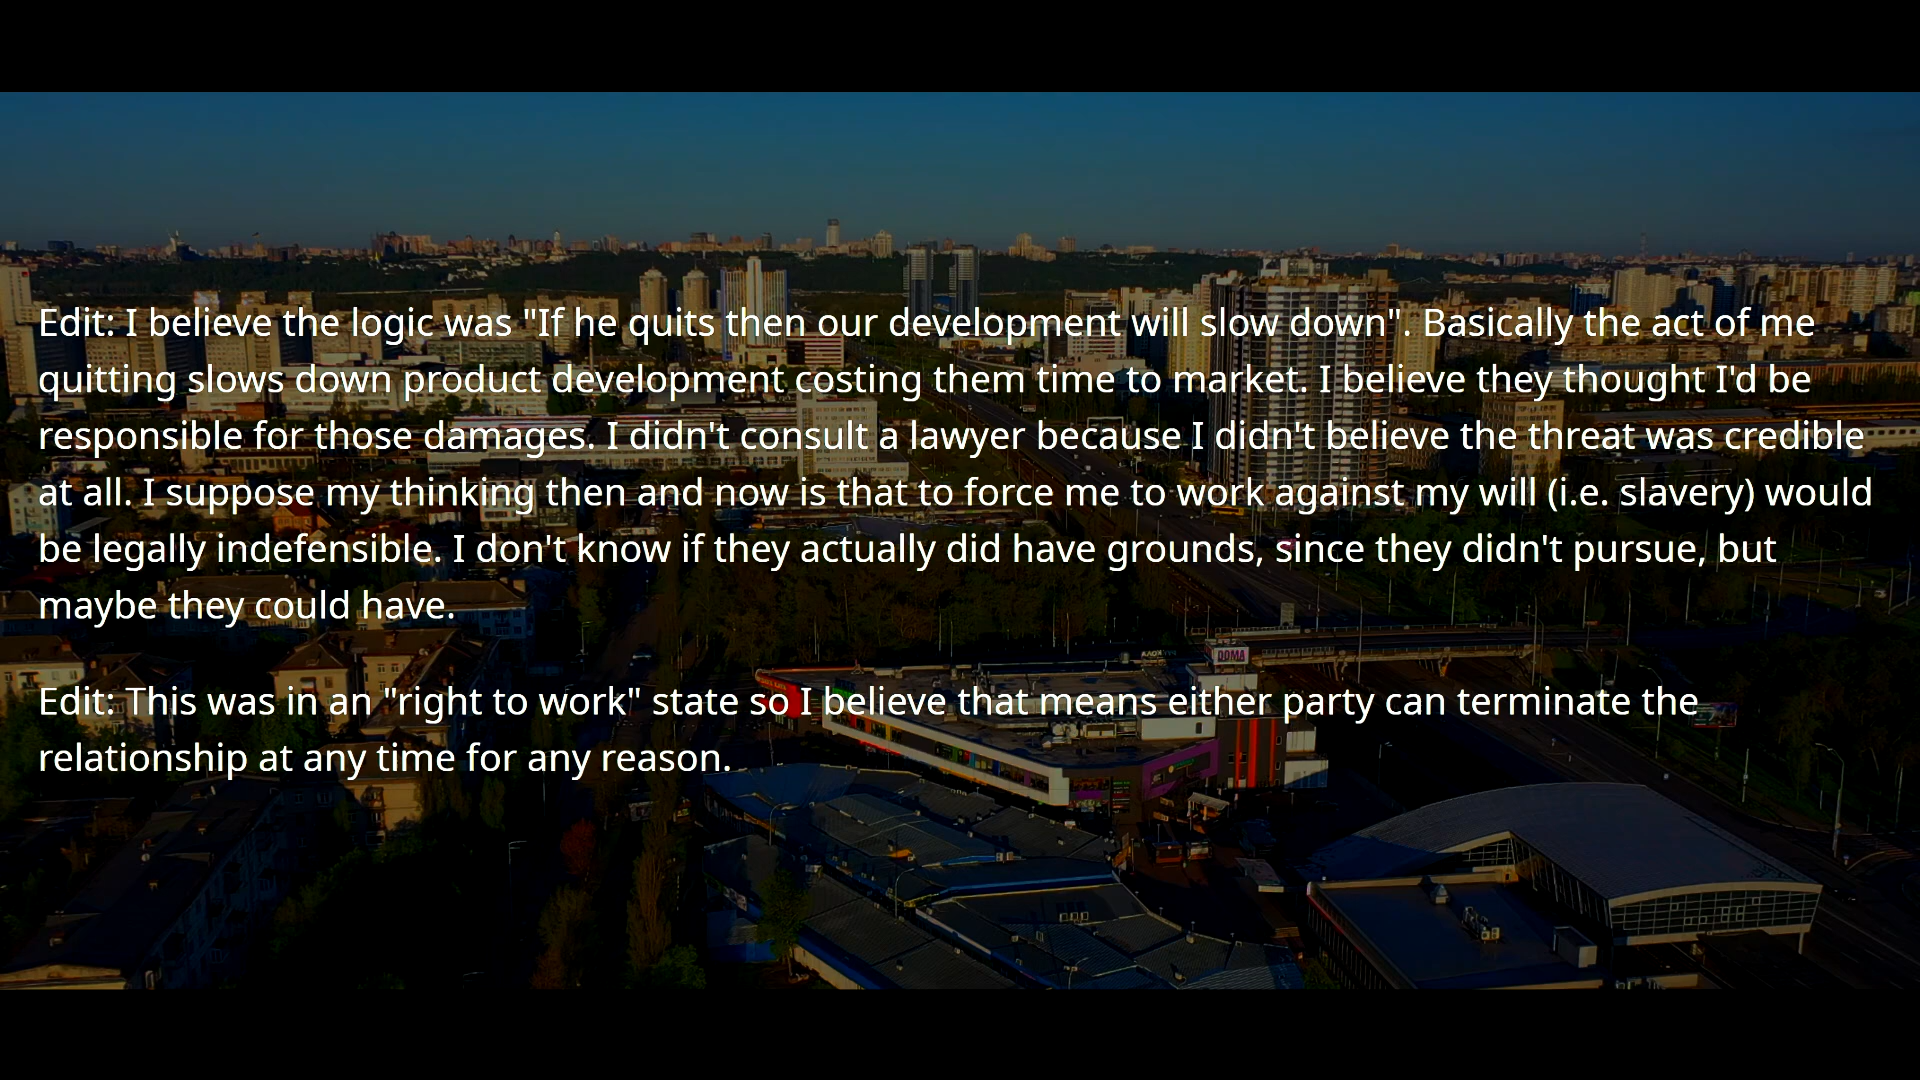 Edit: I believe the logic was "If he quits then our development will slow down". Basically the act of me
quitting slows down product development costing them time to market. I believe they thought I'd be
responsible for those damages. I didn't consult a lawyer because I didn't believe the threat was credible
at all. I suppose my thinking then and now is that to force me to work against my will (i.e. slavery) would
be legally indefensible. I don't know if they actually did have grounds, since they didn't pursue, but
maybe they could have.
DOMA
Edit: This was in an "right to work" state so I believe that means either party can terminate the
relationship at any time for any reason.